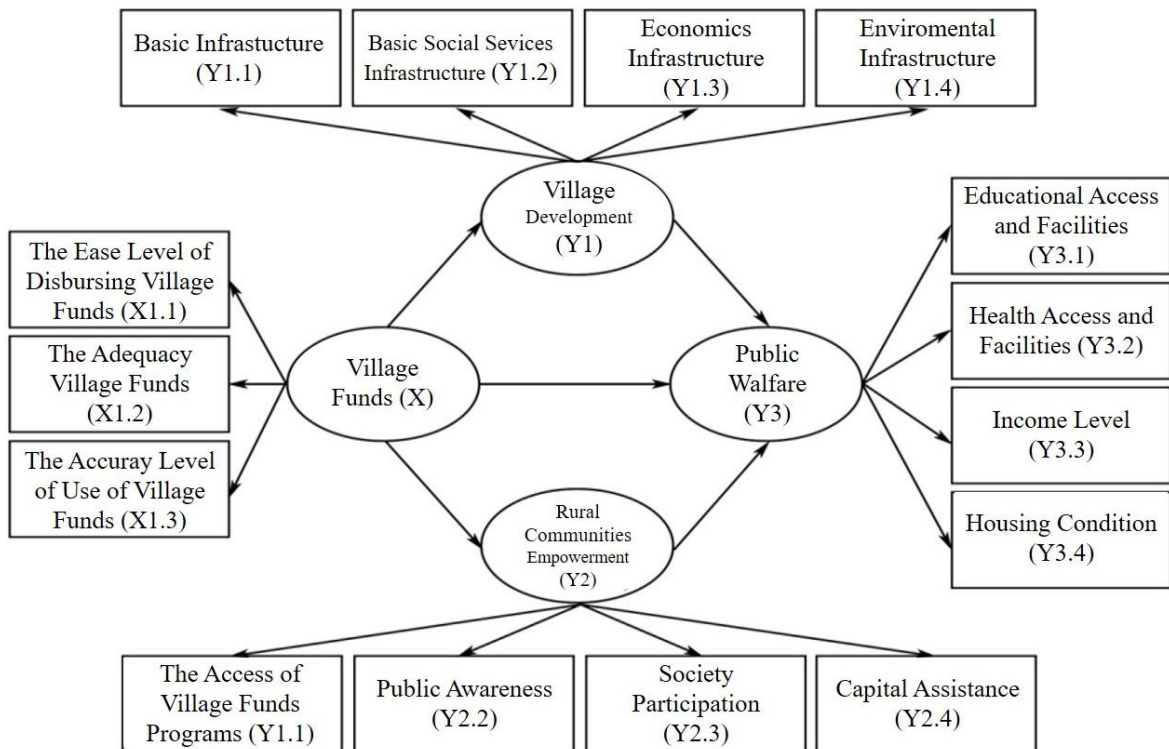 Basic Infrastucture
(Y1.1)
Basic Social Sevices
Infrastructure (Y1.2)
Economics
Infrastructure
(Y1.3)
Enviromental
Infrastructure
(Y1.4)
Village
Development
(Y1)
Educational Access
and Facilities
(Y3.1)
The Ease Level of
Disbursing Village
Funds (X1.1)
Health Access and
Facilities (Y3.2)
The Adequacy
Village Funds
(X1.2)
Village
Funds (X)
Public
Walfare
(Y3)
Income Level
(Y3.3)
The Accuray Level
of Use of Village
Funds (X1.3)
Rural
Communities
Empowerment
(Y2)
Housing Condition
(Y3.4)
The Access of
Village Funds
Programs (Y1.1)
Public Awareness
(Y2.2)
Society
Participation
(Y2.3)
Capital Assistance
(Y2.4)